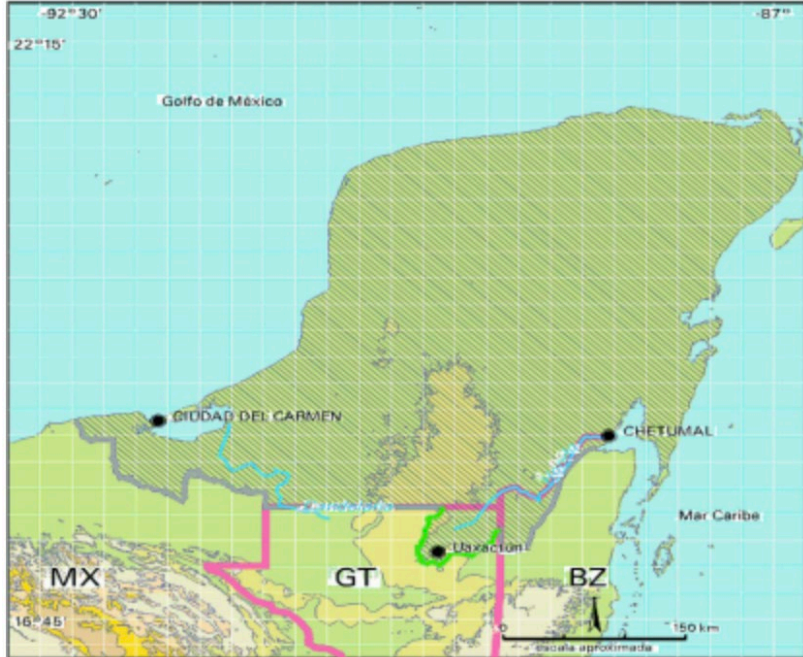 -92°30'
-87°
22°15'
Golfo de México
CIUDAD DEL CARMEN
CHETUMAL
Mar Caribe
Uaxactún
MX
GT
BZ
16°45'
0
150 km
escala aproximada